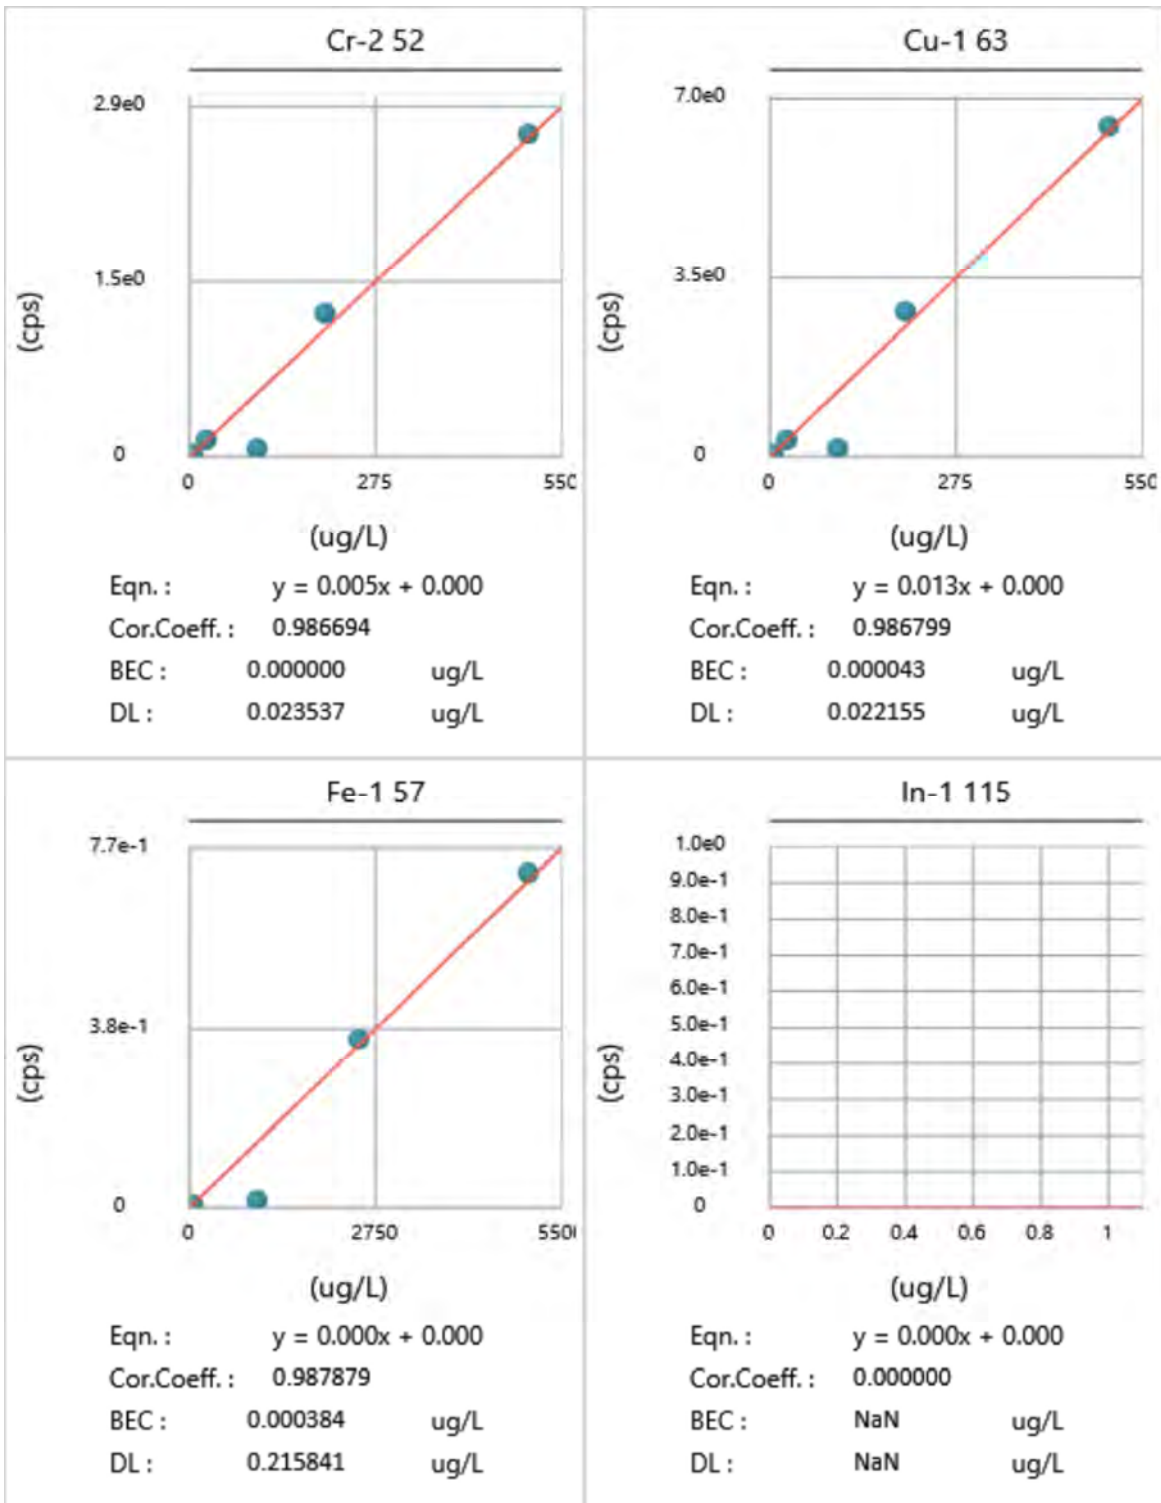 Cr-2 52
2.9e0
1.5e0
0
(cps)
0 275 550
(ug/L)
Eqn. : y = 0.005x + 0.000
Cor.Coeff. : 0.986694
BEC : 0.000000 ug/L
DL : 0.023537 ug/L
Cu-1 63
7.0e0
3.5e0
0
(cps)
0 275 550
(ug/L)
Eqn. : y = 0.013x + 0.000
Cor.Coeff. : 0.986799
BEC : 0.000043 ug/L
DL : 0.022155 ug/L
Fe-1 57
7.7e-1
3.8e-1
0
(cps)
0 2750 550
(ug/L)
Eqn. : y = 0.000x + 0.000
Cor.Coeff. : 0.987879
BEC : 0.000384 ug/L
DL : 0.215841 ug/L
In-1 115
1.0e0
9.0e-1
8.0e-1
7.0e-1
6.0e-1
5.0e-1
4.0e-1
3.0e-1
2.0e-1
1.0e-1
0
(cps)
0 0.2 0.4 0.6 0.8 1
(ug/L)
Eqn. : y = 0.000x + 0.000
Cor.Coeff. : 0.000000
BEC : NaN ug/L
DL : NaN ug/L